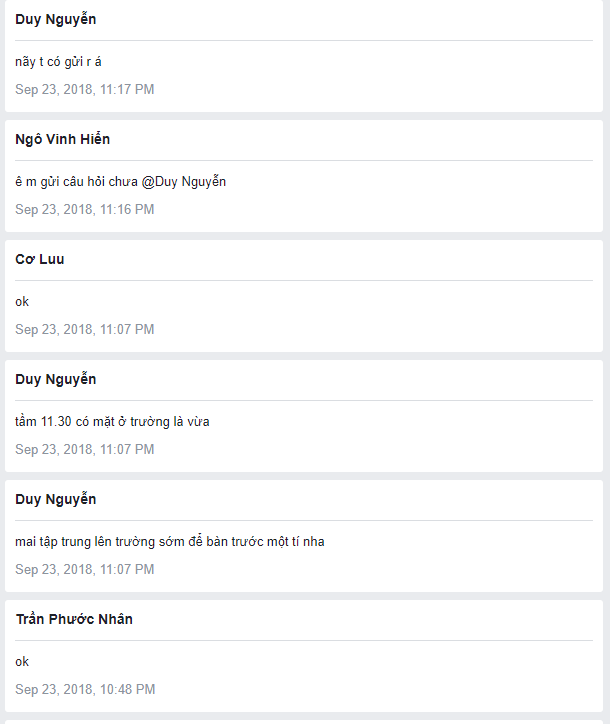 Duy Nguyễn
nãy t có gửi r á
Sep 23, 2018, 11:17 PM
Ngô Vinh Hiển
ê m gửi câu hỏi chưa @Duy Nguyễn
Sep 23, 2018, 11:16 PM
Cơ Luu
ok
Sep 23, 2018, 11:07 PM
Duy Nguyễn
tầm 11.30 có mặt ở trường là vừa
Sep 23, 2018, 11:07 PM
Duy Nguyễn
mai tập trung lên trường sớm để bàn trước một tí nha
Sep 23, 2018, 11:07 PM
Trần Phước Nhân
ok
Sep 23, 2018, 10:48 PM